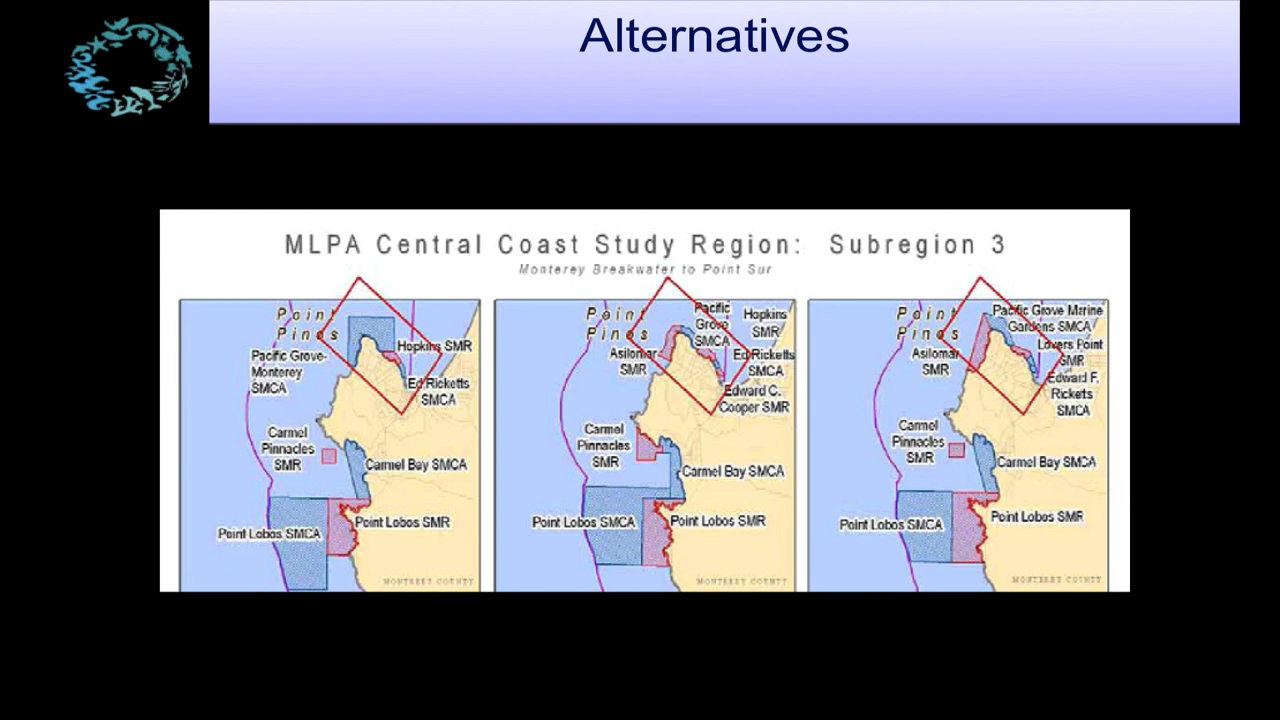 Alternatives
MLPA Central Coast Study Region: Subregion 3
Monterey Breakwater to Point Sur
Point
Pinos
Hopkins SMR
Pacific Grove-
Monterey
SMCA
Ed Ricketts
SMCA
Carmel
Pinnacles
SMR
Carmel Bay SMCA
Point Lobos SMCA
Point Lobos SMR
MONTEREY COUNTY
Point
Pinos
Pacific
Grove
SMCA
Hopkins
SMR
Asilomar
SMR
Ed Ricketts
SMCA
Edward C.
Cooper SMR
Carmel
Pinnacles
SMR
Carmel Bay SMCA
Point Lobos SMCA
Point Lobos SMR
MONTEREY COUNTY
Point
Pinos
Pacific Grove Marine
Gardens SMCA
Lovers Point
SMR
Asilomar
SMR
Edward F.
Ricketts
SMCA
Carmel
Pinnacles
SMR
Carmel Bay SMCA
Point Lobos SMCA
Point Lobos SMR
MONTEREY COUNTY